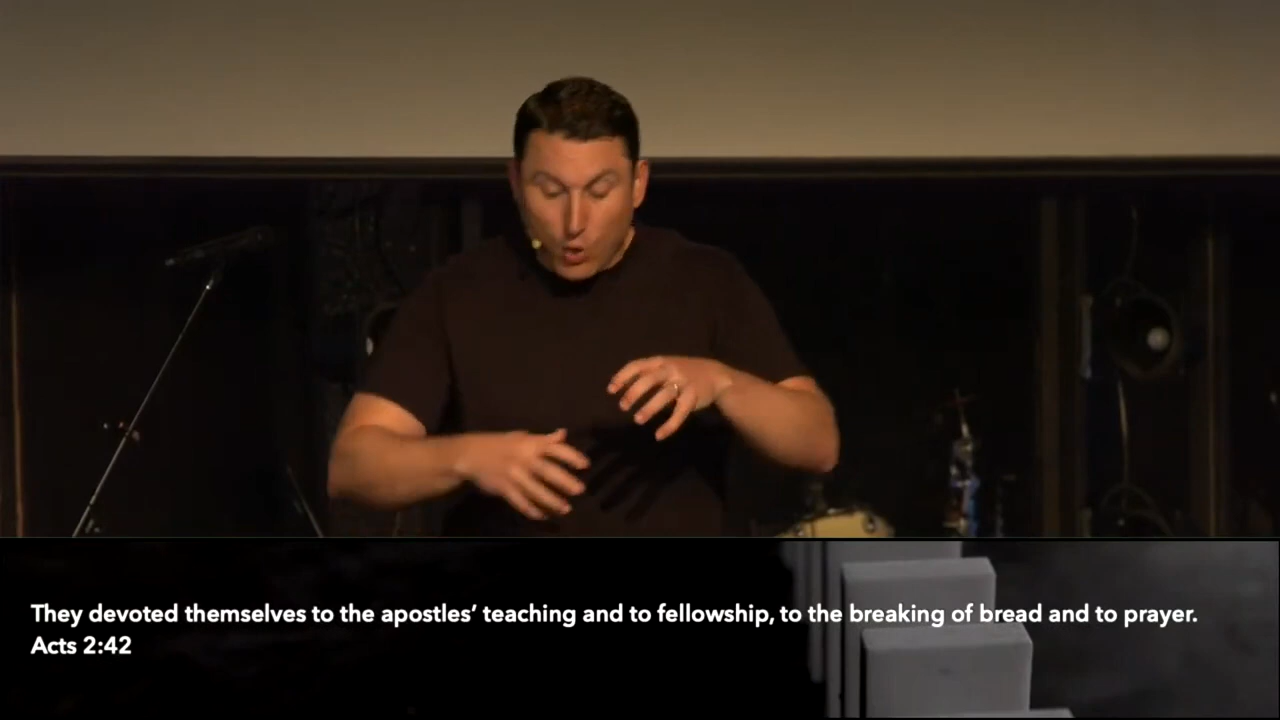 They devoted themselves to the apostles’ teaching and to fellowship, to the breaking of bread and to prayer.
Acts 2:42